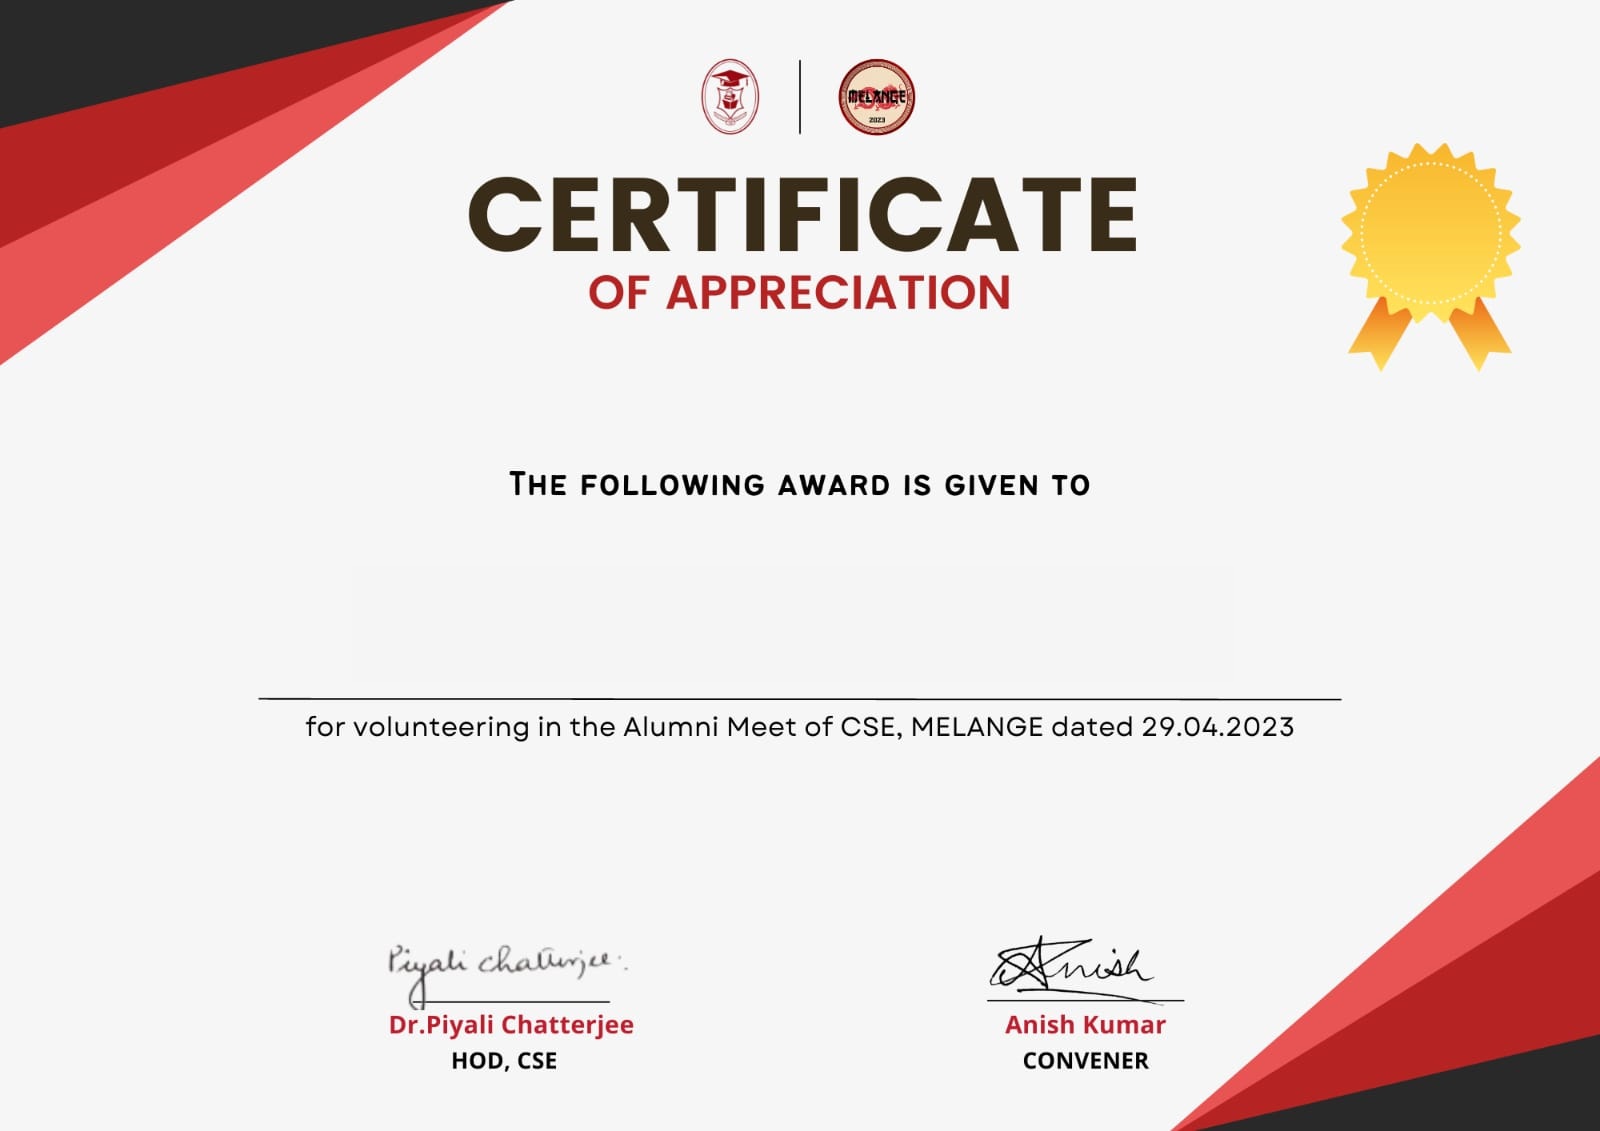 MELANGE
2023
CERTIFICATE
OF APPRECIATION
THE FOLLOWING AWARD IS GIVEN TO
for volunteering in the Alumni Meet of CSE, MELANGE dated 29.04.2023
Piyali Chatterjee.
Anish
Dr.Piyali Chatterjee
Anish Kumar
HOD, CSE
CONVENER